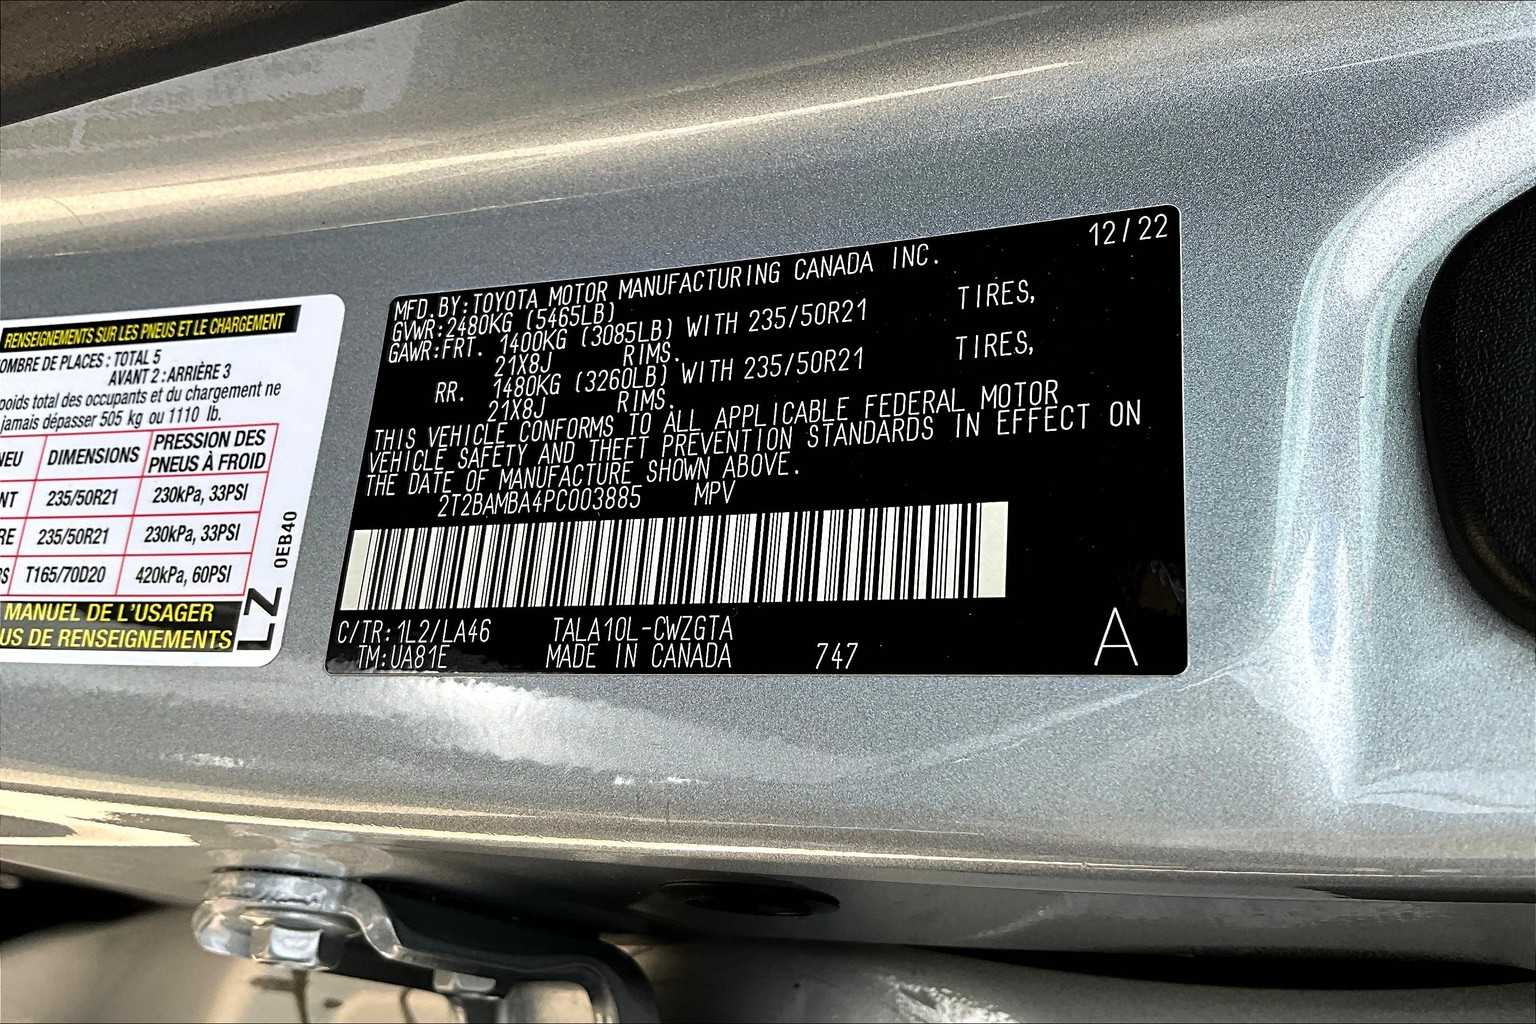 RENSEIGNEMENTS SUR LES PNEUS ET LE CHARGEMENT
OMBRE DE PLACES : TOTAL 5
AVANT 2 : ARRIÈRE 3
poids total des occupants et du chargement ne
jamais dépasser 505 kg ou 1110 lb.
NEU DIMENSIONS PRESSION DES PNEUS À FROID
NT 235/50R21 230kPa, 33PSI
RE 235/50R21 230kPa, 33PSI
RS T165/70D20 420kPa, 60PSI
MANUEL DE L'USAGER
US DE RENSEIGNEMENTS
LZ
0EB40
12/22
MFD.BY:TOYOTA MOTOR MANUFACTURING CANADA INC.
GVWR:2480KG (5465LB)
GAWR:FRT. 1400KG (3085LB) WITH 235/50R21 TIRES,
21X8J RIMS.
RR. 1480KG (3260LB) WITH 235/50R21 TIRES,
21X8J RIMS.
THIS VEHICLE CONFORMS TO ALL APPLICABLE FEDERAL MOTOR
VEHICLE SAFETY AND THEFT PREVENTION STANDARDS IN EFFECT ON
THE DATE OF MANUFACTURE SHOWN ABOVE.
2T2BAMBA4PC003885 MPV
C/TR:1L2/LA46 TALA10L-CWZGTA
TM:UA81E MADE IN CANADA 747
A